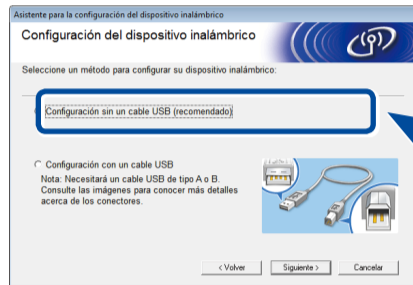 Asistente para la configuración del dispositivo inalámbrico
Configuración del dispositivo inalámbrico
Seleccione un método para configurar su dispositivo inalámbrico:
Configuración sin un cable USB (recomendado)
Configuración con un cable USB
Nota: Necesitará un cable USB de tipo A o B.
Consulte las imágenes para conocer más detalles
acerca de los conectores.
< Volver
Siguiente >
Cancelar